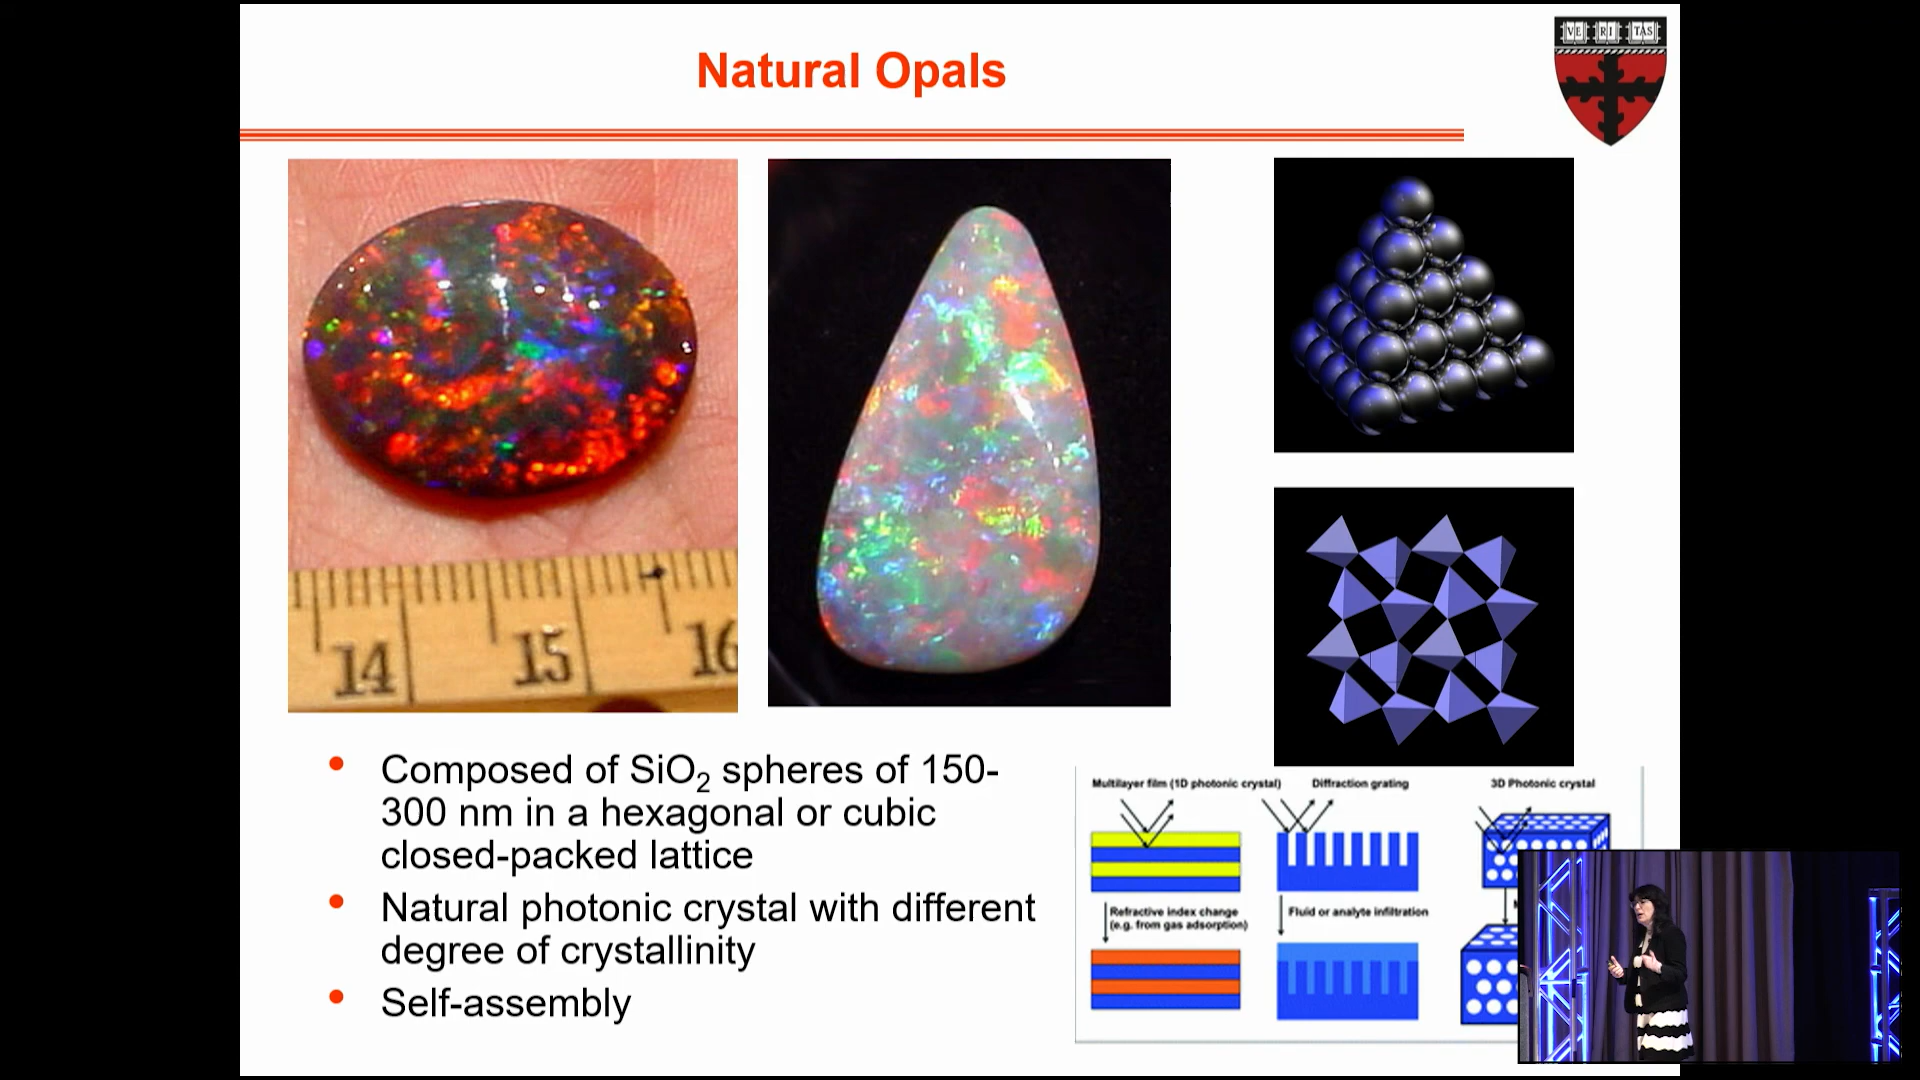 Natural Opals
VE RI TAS
14 15 16
Composed of SiO2 spheres of 150-
300 nm in a hexagonal or cubic
closed-packed lattice
Natural photonic crystal with different
degree of crystallinity
Self-assembly
Multilayer film (1D photonic crystal)
Diffraction grating
3D Photonic crystal
Refractive index change
(e.g. from gas adsorption)
Fluid or analyte infiltration